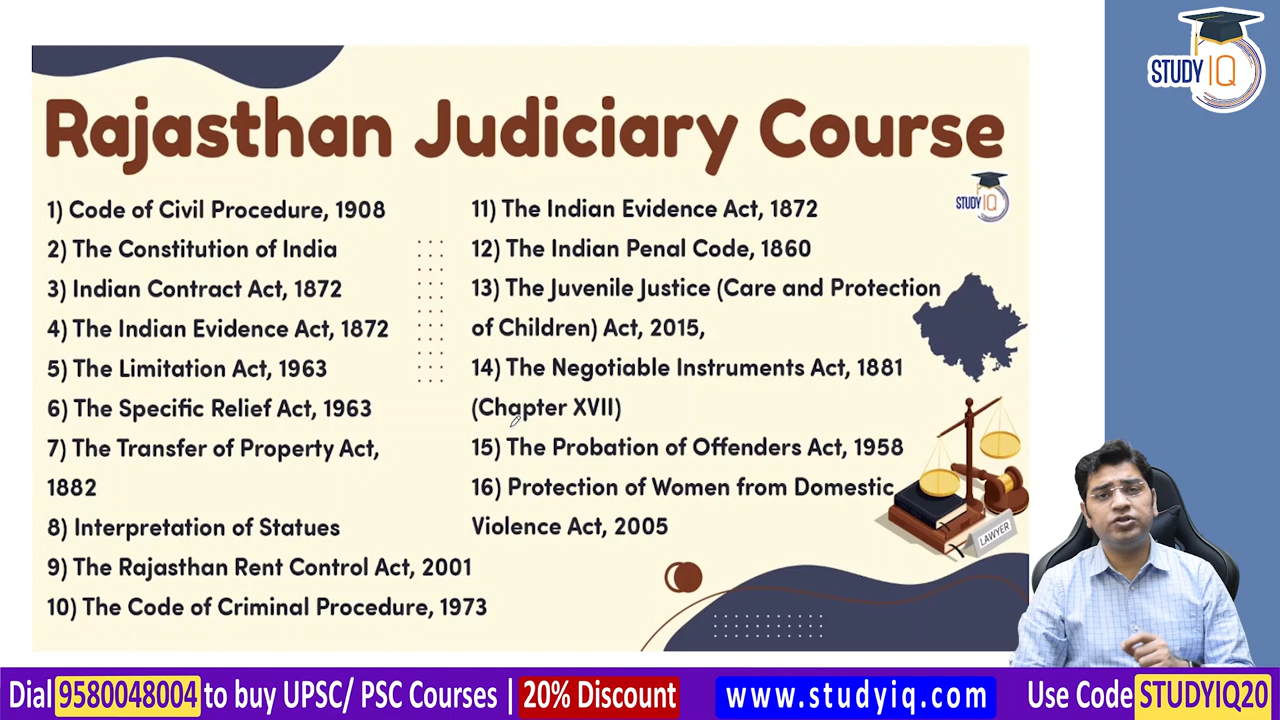 STUDY IQ
Rajasthan Judiciary Course
STUDY IQ
1) Code of Civil Procedure, 1908
2) The Constitution of India
3) Indian Contract Act, 1872
4) The Indian Evidence Act, 1872
5) The Limitation Act, 1963
6) The Specific Relief Act, 1963
7) The Transfer of Property Act,
1882
8) Interpretation of Statues
9) The Rajasthan Rent Control Act, 2001
10) The Code of Criminal Procedure, 1973
11) The Indian Evidence Act, 1872
12) The Indian Penal Code, 1860
13) The Juvenile Justice (Care and Protection
of Children) Act, 2015,
14) The Negotiable Instruments Act, 1881
(Chapter XVII)
15) The Probation of Offenders Act, 1958
16) Protection of Women from Domestic
Violence Act, 2005
LAWYER
Dial 9580048004 to buy UPSC/ PSC Courses | 20% Discount www.studyiq.com Use Code STUDYIQ20